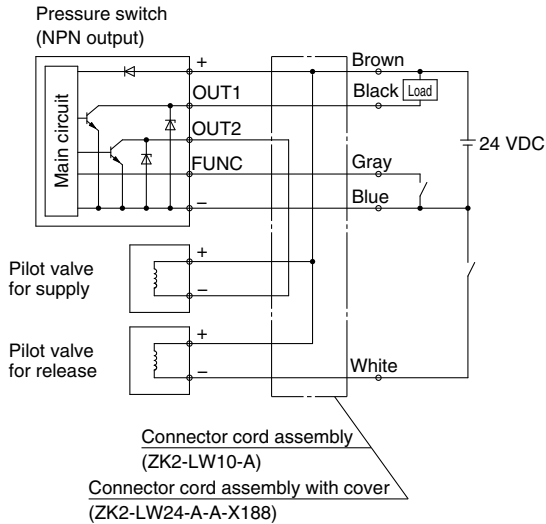 Pressure switch
(NPN output)
+
Brown
OUT1
Black
Load
OUT2
24 VDC
Main circuit
FUNC
Gray
−
Blue
+
Pilot valve
for supply
−
+
Pilot valve
for release
−
White
Connector cord assembly
(ZK2-LW10-A)
Connector cord assembly with cover
(ZK2-LW24-A-A-X188)